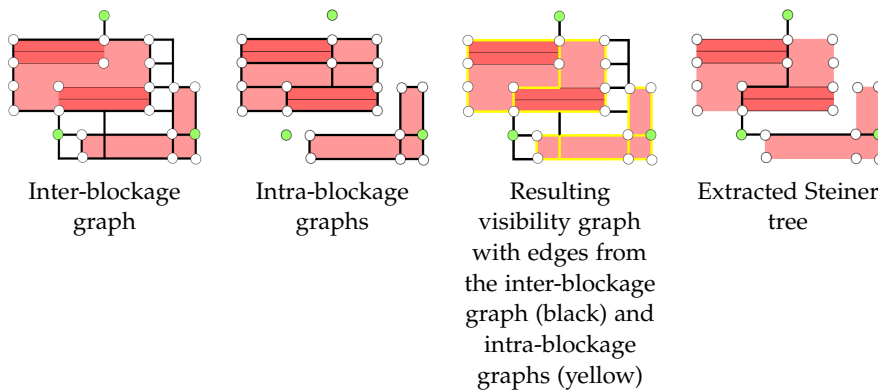 Inter-blockage
graph
Intra-blockage
graphs
Resulting
visibility graph
with edges from
the inter-blockage
graph (black) and
intra-blockage
graphs (yellow)
Extracted Steiner
tree